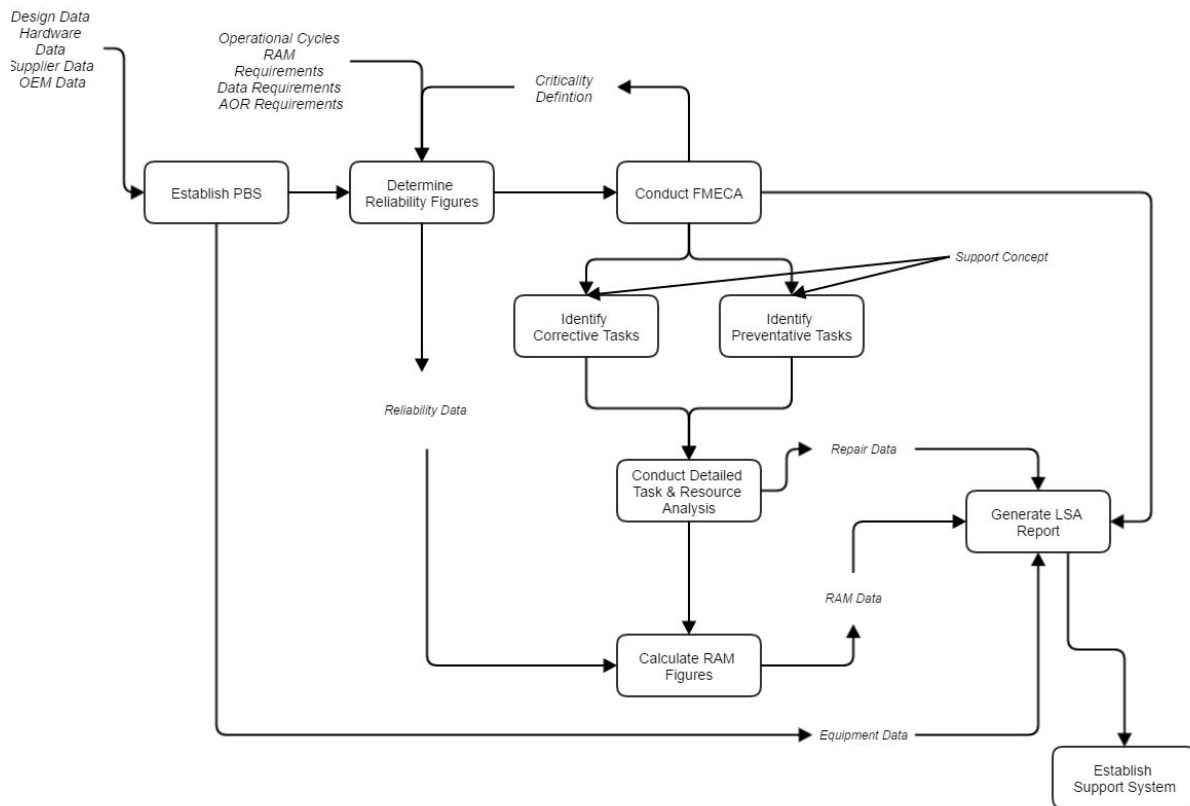 Design Data
Hardware
Data
Supplier Data
OEM Data
Operational Cycles
RAM
Requirements
Data Requirements
AOR Requirements
Criticality
Defintion
Establish PBS
Determine
Reliability Figures
Conduct FMECA
Support Concept
Identify
Corrective Tasks
Identify
Preventative Tasks
Reliability Data
Conduct Detailed
Task & Resource
Analysis
Repair Data
Generate LSA
Report
RAM Data
Calculate RAM
Figures
Equipment Data
Establish
Support System